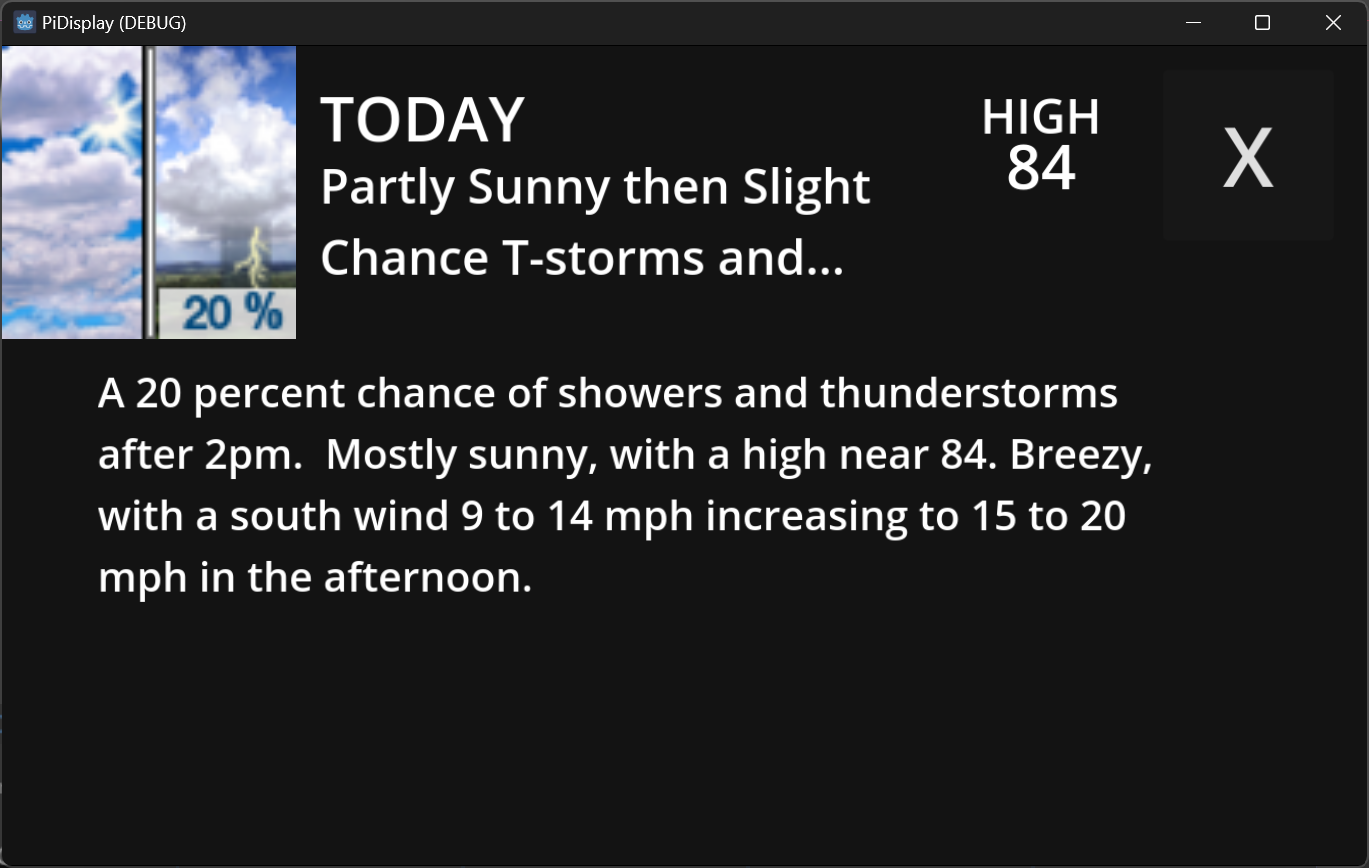 PiDisplay (DEBUG)
TODAY
HIGH
84
X
Partly Sunny then Slight
Chance T-storms and...
20 %
A 20 percent chance of showers and thunderstorms
after 2pm.  Mostly sunny, with a high near 84. Breezy,
with a south wind 9 to 14 mph increasing to 15 to 20
mph in the afternoon.